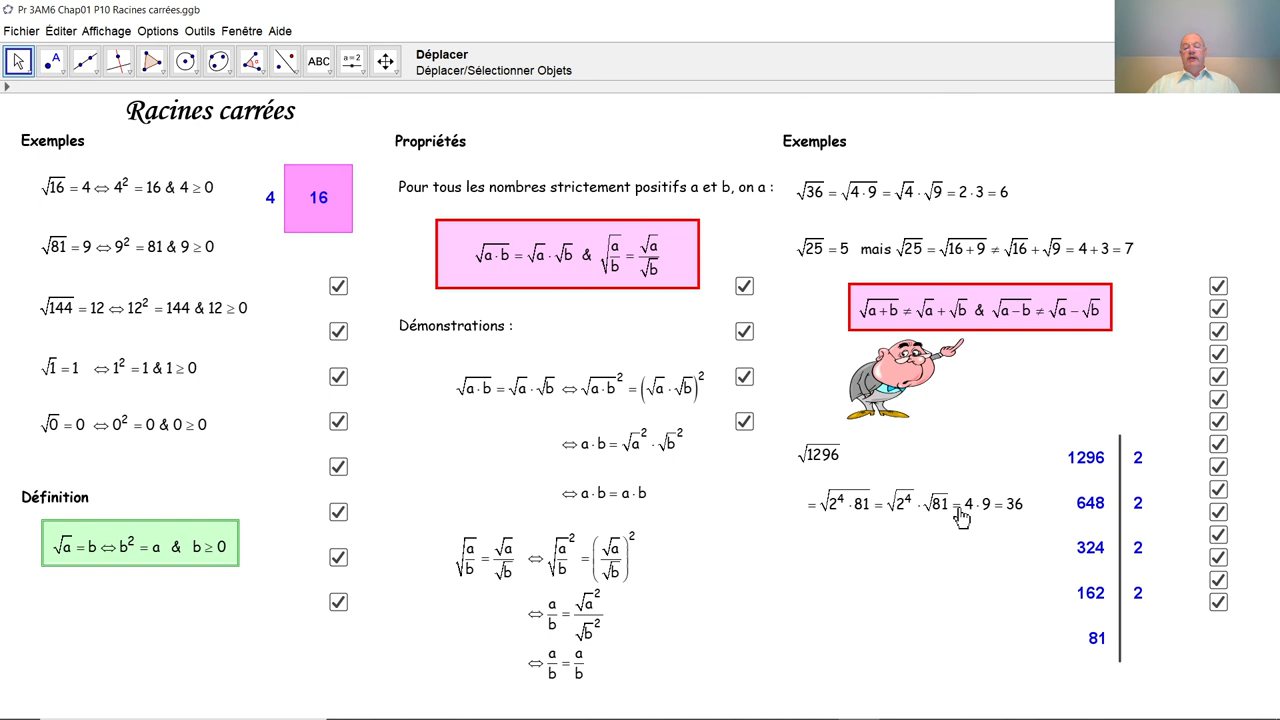 Pr 3AM6 Chap01 P10 Racines carrées.ggb
Fichier Éditer Affichage Options Outils Fenêtre Aide
A
ABC
a=2
Déplacer
Déplacer/Sélectionner Objets
Racines carrées
Exemples
√16 = 4 ⇔ 4² = 16 & 4 ≥ 0
4
16
√81 = 9 ⇔ 9² = 81 & 9 ≥ 0
√144 = 12 ⇔ 12² = 144 & 12 ≥ 0
√1 = 1 ⇔ 1² = 1 & 1 ≥ 0
√0 = 0 ⇔ 0² = 0 & 0 ≥ 0
Définition
√a = b ⇔ b² = a & b ≥ 0
Propriétés
Pour tous les nombres strictement positifs a et b, on a :
√(a·b) = √a · √b & √(a/b) = √a/√b
Démonstrations :
√(a·b) = √a · √b ⇔ √(a·b)² = (√a · √b)²
⇔ a·b = √a² · √b²
⇔ a·b = a·b
√(a/b) = √a/√b ⇔ √(a/b)² = (√a/√b)²
⇔ a/b = √a²/√b²
⇔ a/b = a/b
Exemples
√36 = √(4·9) = √4 · √9 = 2·3 = 6
√25 = 5 mais √25 = √(16+9) ≠ √16 + √9 = 4+3 = 7
√(a+b) ≠ √a + √b & √(a−b) ≠ √a − √b
√1296
= √(2⁴·81) = √(2⁴) · √81 = 4·9 = 36
1296 2
648 2
324 2
162 2
81